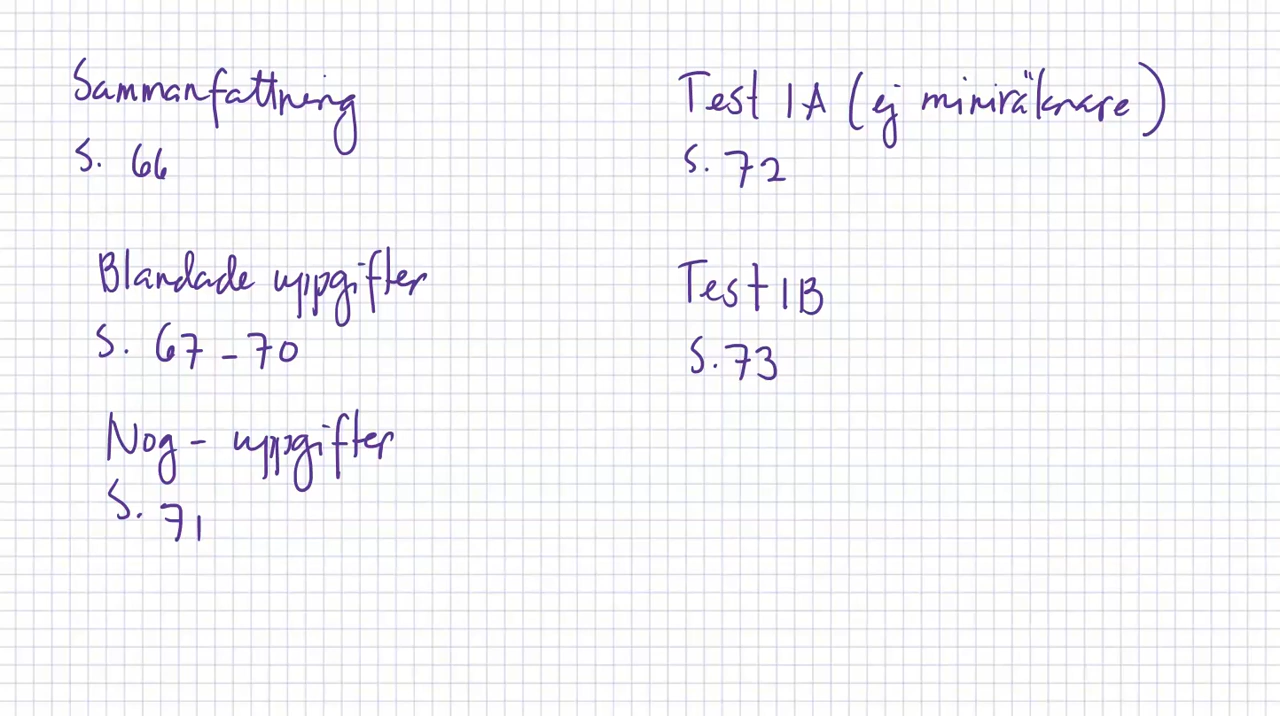 Sammanfattning
s. 66
Blandade uppgifter
s. 67-70
Nog- uppgifter
s. 71
Test 1A (ej miniräknare)
s. 72
Test 1B
s. 73